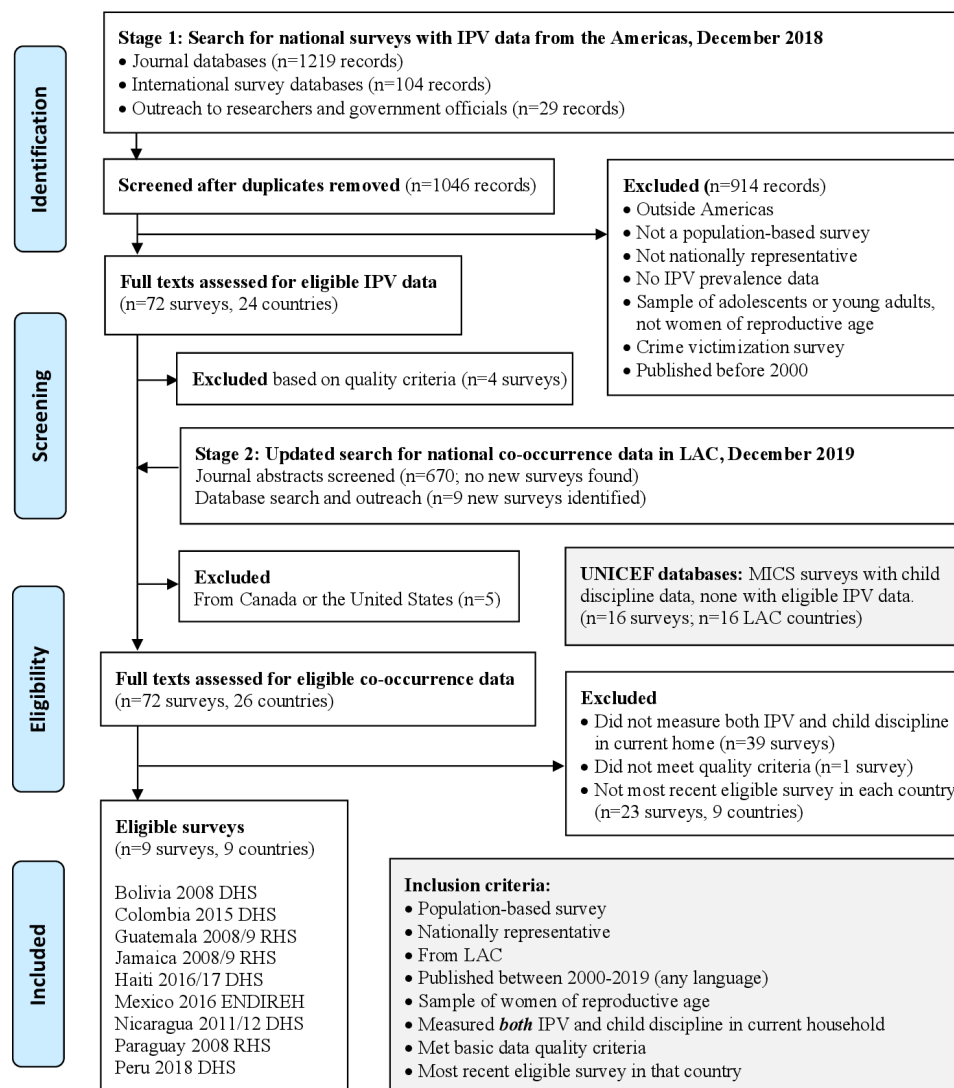 Identification
Stage 1: Search for national surveys with IPV data from the Americas, December 2018
• Journal databases (n=1219 records)
• International survey databases (n=104 records)
• Outreach to researchers and government officials (n=29 records)
Screened after duplicates removed (n=1046 records)
Excluded (n=914 records)
• Outside Americas
• Not a population-based survey
• Not nationally representative
• No IPV prevalence data
• Sample of adolescents or young adults,
not women of reproductive age
• Crime victimization survey
• Published before 2000
Full texts assessed for eligible IPV data
(n=72 surveys, 24 countries)
Screening
Excluded based on quality criteria (n=4 surveys)
Stage 2: Updated search for national co-occurrence data in LAC, December 2019
Journal abstracts screened (n=670; no new surveys found)
Database search and outreach (n=9 new surveys identified)
Excluded
From Canada or the United States (n=5)
UNICEF databases: MICS surveys with child
discipline data, none with eligible IPV data.
(n=16 surveys; n=16 LAC countries)
Eligibility
Full texts assessed for eligible co-occurrence data
(n=72 surveys, 26 countries)
Excluded
• Did not measure both IPV and child discipline
in current home (n=39 surveys)
• Did not meet quality criteria (n=1 survey)
• Not most recent eligible survey in each country
(n=23 surveys, 9 countries)
Included
Eligible surveys
(n=9 surveys, 9 countries)
Bolivia 2008 DHS
Colombia 2015 DHS
Guatemala 2008/9 RHS
Jamaica 2008/9 RHS
Haiti 2016/17 DHS
Mexico 2016 ENDIREH
Nicaragua 2011/12 DHS
Paraguay 2008 RHS
Peru 2018 DHS
Inclusion criteria:
• Population-based survey
• Nationally representative
• From LAC
• Published between 2000-2019 (any language)
• Sample of women of reproductive age
• Measured both IPV and child discipline in current household
• Met basic data quality criteria
• Most recent eligible survey in that country